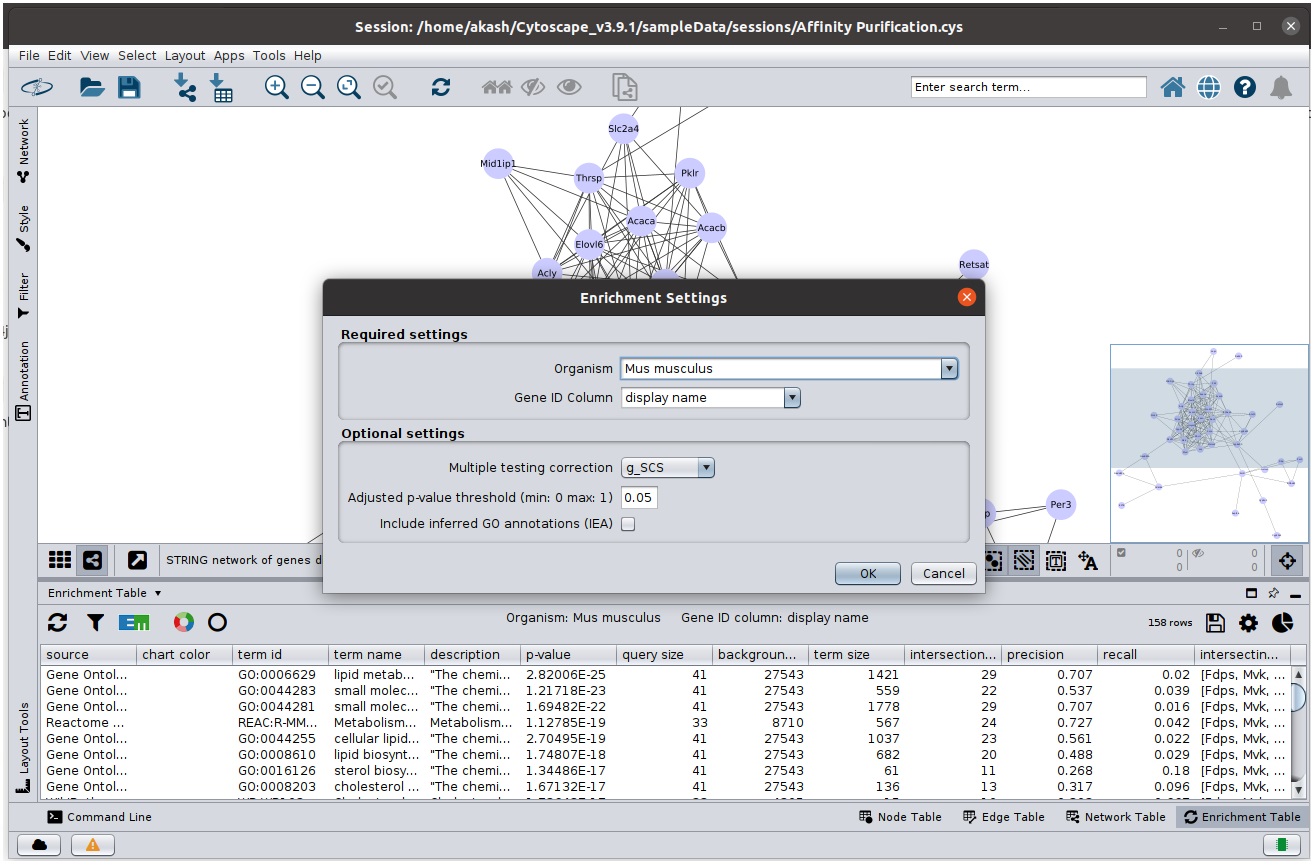 Session: /home/akash/Cytoscape_v3.9.1/sampleData/sessions/Affinity Purification.cys
File Edit View Select Layout Apps Tools Help
Enter search term...
Network
Style
Filter
Annotation
Layout Tools
Slc2a4
Mid1ip1
Thrsp
Pklr
Acaca
Acacb
Elovl6
Acly
Retsat
Per3
Enrichment Settings
Required settings
Organism Mus musculus
Gene ID Column display name
Optional settings
Multiple testing correction g_SCS
Adjusted p-value threshold (min: 0 max: 1) 0.05
Include inferred GO annotations (IEA)
OK Cancel
STRING network of genes d
0 0
0 0
Enrichment Table
EM
Organism: Mus musculus Gene ID column: display name
158 rows
source chart color term id term name description p-value query size backgroun... term size intersection... precision recall intersectin...
Gene Ontol... GO:0006629 lipid metab... "The chemi... 2.82006E-25 41 27543 1421 29 0.707 0.02 [Fdps, Mvk, ...
Gene Ontol... GO:0044283 small molec... "The chemi... 1.21718E-23 41 27543 559 22 0.537 0.039 [Fdps, Mvk, ...
Gene Ontol... GO:0044281 small molec... "The chemi... 1.69482E-22 41 27543 1778 29 0.707 0.016 [Fdps, Mvk, ...
Reactome ... REAC:R-MM... Metabolism... Metabolism... 1.12785E-19 33 8710 567 24 0.727 0.042 [Fdps, Mvk, ...
Gene Ontol... GO:0044255 cellular lipid... "The chemi... 2.70495E-19 41 27543 1037 23 0.561 0.022 [Fdps, Mvk, ...
Gene Ontol... GO:0008610 lipid biosynt... "The chemi... 1.74807E-18 41 27543 682 20 0.488 0.029 [Fdps, Mvk, ...
Gene Ontol... GO:0016126 sterol biosy... "The chemi... 1.34486E-17 41 27543 61 11 0.268 0.18 [Fdps, Mvk, ...
Gene Ontol... GO:0008203 cholesterol ... "The chemi... 1.67132E-17 41 27543 136 13 0.317 0.096 [Fdps, Mvk, ...
Command Line
Node Table Edge Table Network Table Enrichment Table